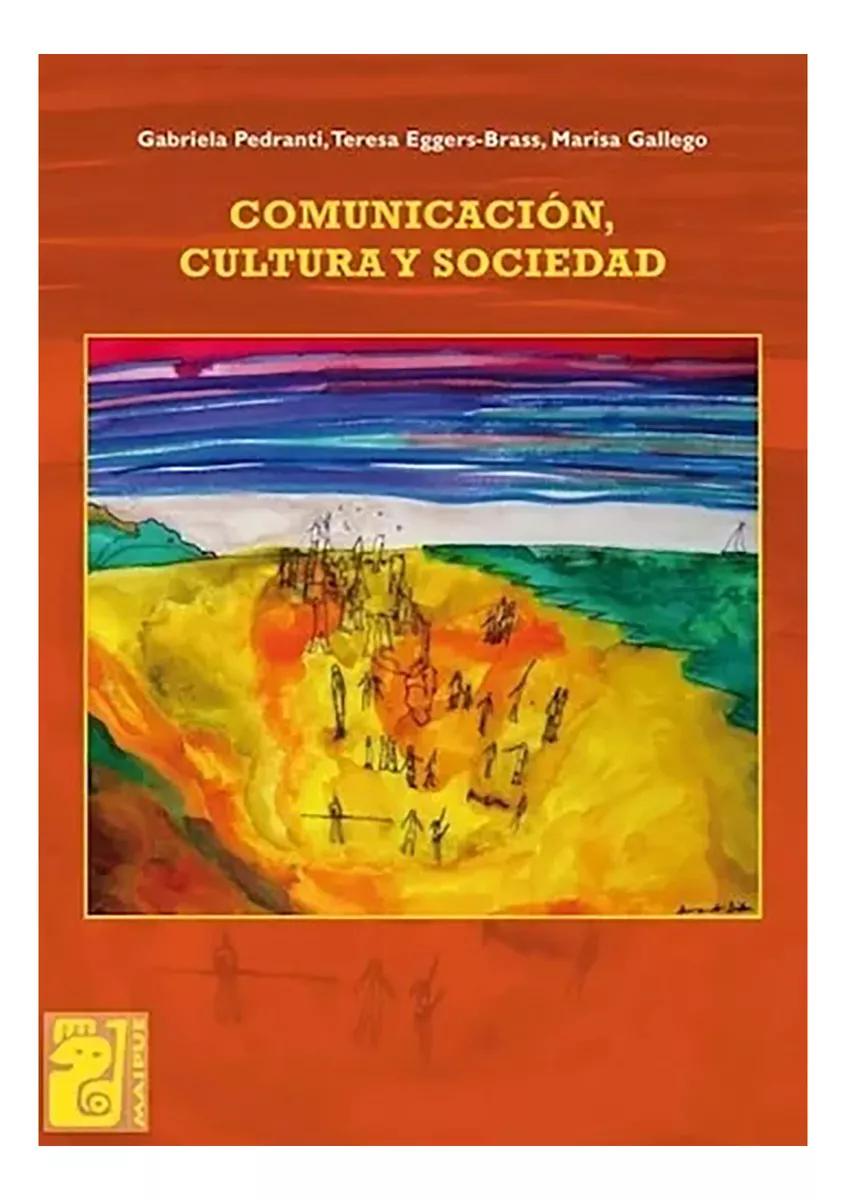 Gabriela Pedranti, Teresa Eggers-Brass, Marisa Gallego
COMUNICACIÓN,
CULTURA Y SOCIEDAD
MAIPUE